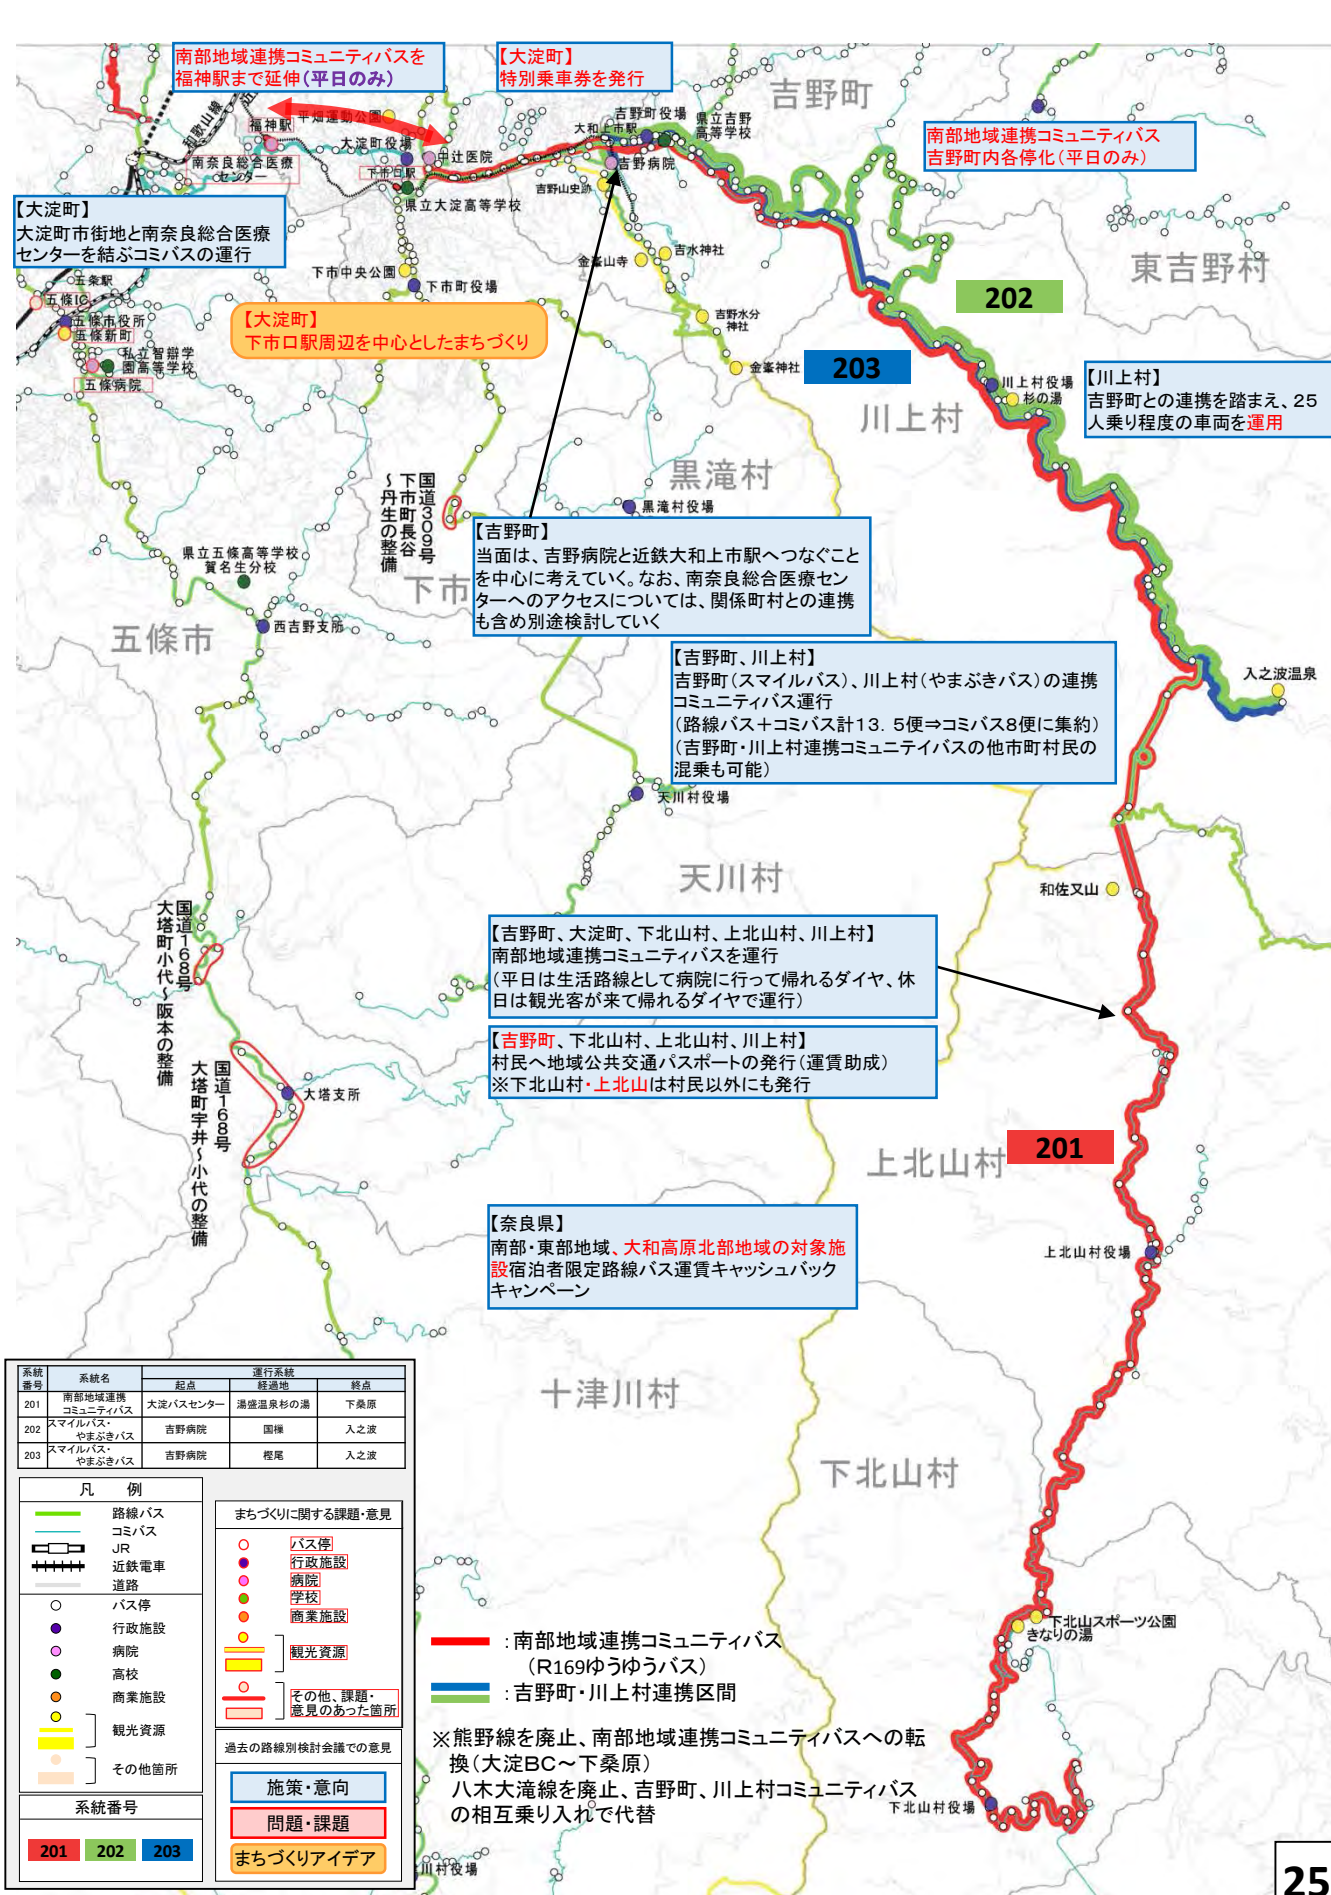 南部地域連携コミュニティバスを
福神駅まで延伸(平日のみ)
【大淀町】
特別乗車券を発行
吉野町
南部地域連携コミュニティバス
吉野町内各停化(平日のみ)
和歌山線
平畑運動公園
福神駅
大淀町役場
中辻医院
南奈良総合医療
センター
下市口駅
県立大淀高等学校
吉野町役場
大和上市駅
県立吉野
高等学校
吉野病院
吉野山史跡
【大淀町】
大淀町市街地と南奈良総合医療
センターを結ぶコミバスの運行
金峯山寺
吉水神社
東吉野村
下市中央公園
下市町役場
五条駅
五條IC
五條市役所
五條新町
私立智辯学
園高等学校
五條病院
【大淀町】
下市口駅周辺を中心としたまちづくり
吉野水分
神社
金峯神社
202
203
川上村役場
杉の湯
川上村
【川上村】
吉野町との連携を踏まえ、25
人乗り程度の車両を運用
黒滝村
黒滝村役場
国道309号
下市町長谷
～丹生の整備
【吉野町】
当面は、吉野病院と近鉄大和上市駅へつなぐこと
を中心に考えていく。なお、南奈良総合医療セン
ターへのアクセスについては、関係町村との連携
も含め別途検討していく
県立五條高等学校
賀名生分校
下市
五條市
西吉野支所
【吉野町、川上村】
吉野町(スマイルバス)、川上村(やまぶきバス)の連携
コミュニティバス運行
(路線バス＋コミバス計13．5便⇒コミバス8便に集約)
(吉野町・川上村連携コミュニテイバスの他市町村民の
混乗も可能)
入之波温泉
天川村役場
天川村
和佐又山
国道168号
大塔町小代～阪本の整備
【吉野町、大淀町、下北山村、上北山村、川上村】
南部地域連携コミュニティバスを運行
(平日は生活路線として病院に行って帰れるダイヤ、休
日は観光客が来て帰れるダイヤで運行)
【吉野町、下北山村、上北山村、川上村】
村民へ地域公共交通パスポートの発行(運賃助成)
※下北山村・上北山は村民以外にも発行
国道168号
大塔町宇井～小代の整備
大塔支所
201
上北山村
上北山村役場
【奈良県】
南部・東部地域、大和高原北部地域の対象施
設宿泊者限定路線バス運賃キャッシュバック
キャンペーン
十津川村
下北山村
系統番号 系統名 運行系統
起点 経過地 終点
201 南部地域連携コミュニティバス 大淀バスセンター 湯盛温泉杉の湯 下桑原
202 スマイルバス・やまぶきバス 吉野病院 国樔 入之波
203 スマイルバス・やまぶきバス 吉野病院 樫尾 入之波
凡 例
路線バス
コミバス
JR
近鉄電車
道路
バス停
行政施設
病院
高校
商業施設
観光資源
その他箇所
系統番号
201 202 203
まちづくりに関する課題・意見
バス停
行政施設
病院
学校
商業施設
観光資源
その他、課題・
意見のあった箇所
過去の路線別検討会議での意見
施策・意向
問題・課題
まちづくりアイデア
：南部地域連携コミュニティバス
(R169ゆうゆうバス)
：吉野町・川上村連携区間
※熊野線を廃止、南部地域連携コミュニティバスへの転
換(大淀BC～下桑原)
八木大滝線を廃止、吉野町、川上村コミュニティバス
の相互乗り入れで代替
下北山スポーツ公園
きなりの湯
下北山村役場
川村役場
25